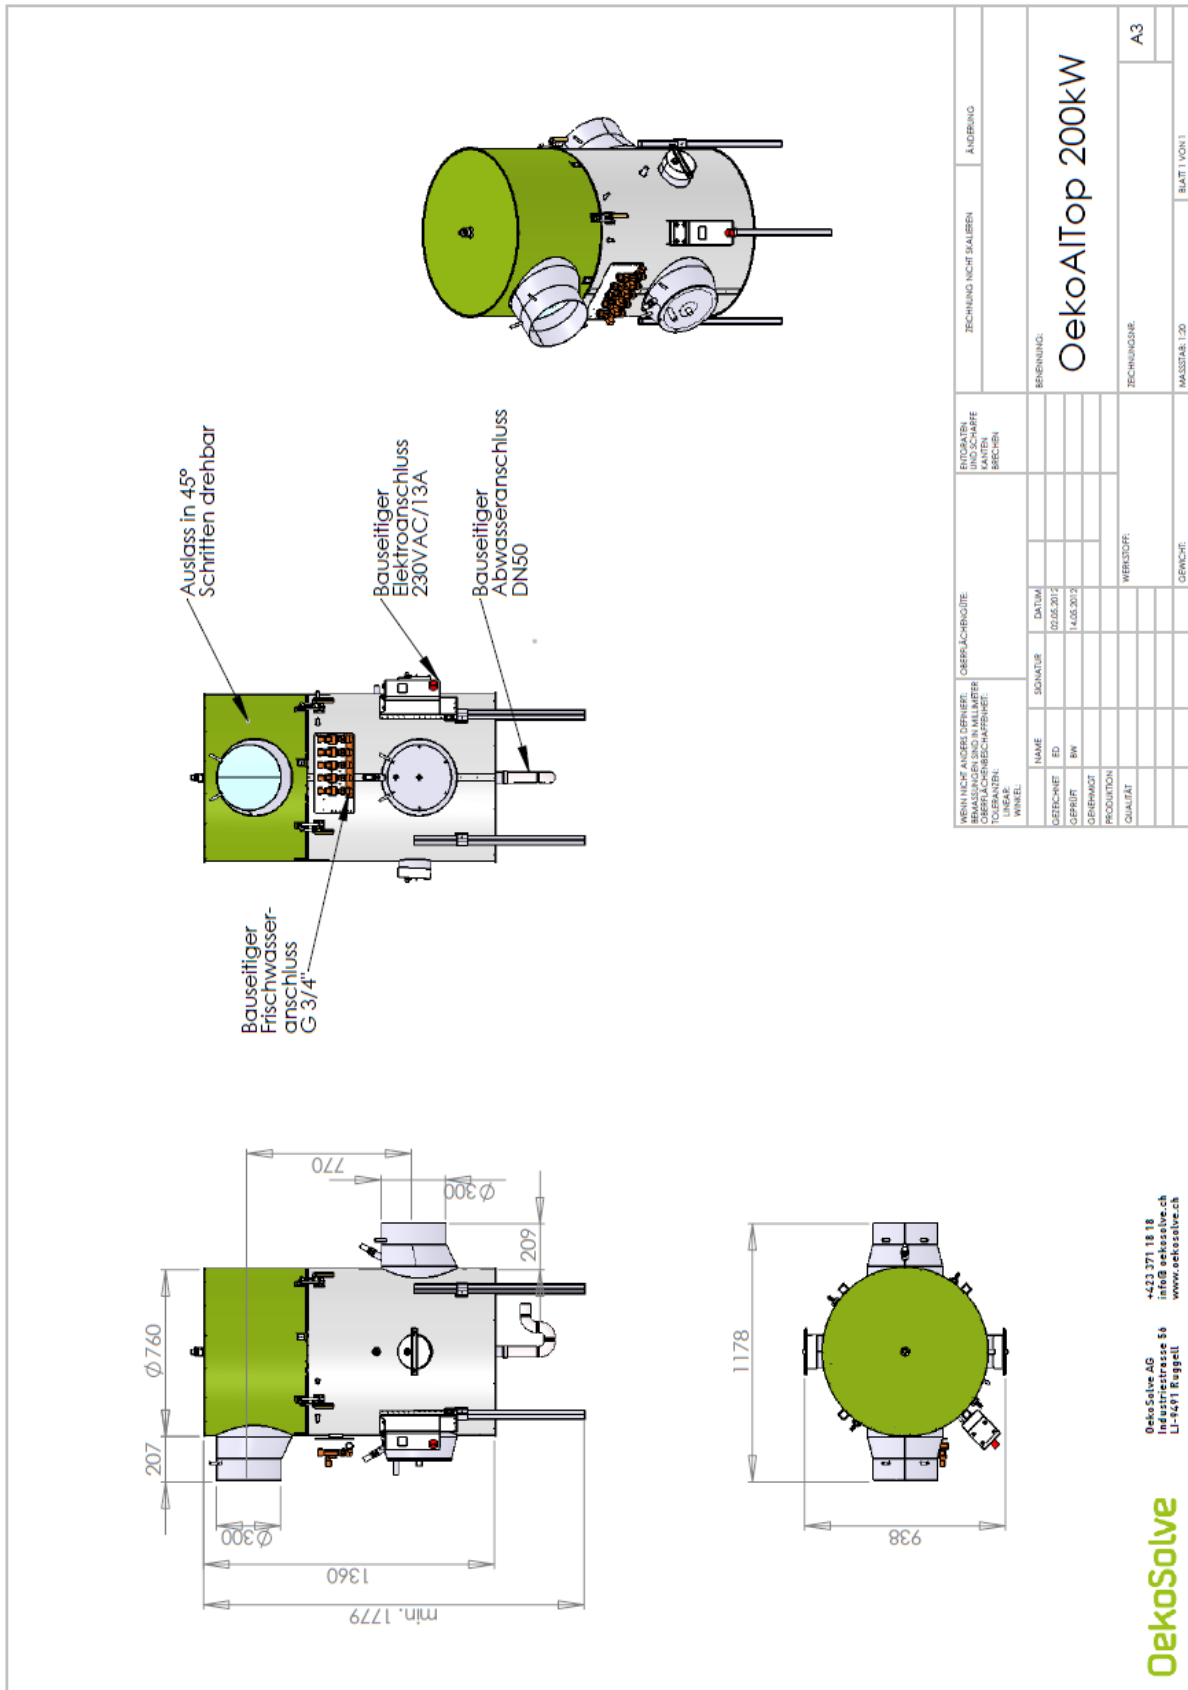 Auslass in 45°
Schritten drehbar
Bauseitiger
Elektroanschluss
230VAC/13A
Bauseitiger
Abwasseranschluss
DN50
Bauseitiger
Frischwasser-
anschluss
G 3/4"
770
Ø300
209
Ø760
207
Ø300
1360
min. 1779
1178
938
WENN NICHT ANDERS DEFINIERT:
BEMASSUNGEN SIND IN MILLIMETER
OBERFLÄCHENBESCHAFFENHEIT:
TOLERANZEN:
LINEAR:
WINKEL:
OBERFLÄCHENGÜTE:
ENTGRATEN
UND SCHARFE
KANTEN
BRECHEN
ZEICHNUNG NICHT SKALIEREN
ÄNDERUNG
NAME
SIGNATUR
DATUM
GEZEICHNET
ED
02.05.2012
GEPRÜFT
BW
14.05.2012
GENEHMIGT
PRODUKTION
QUALITÄT
BENENNUNG:
OekoAlTop 200kW
WERKSTOFF:
ZEICHNUNGSNR.
A3
GEWICHT:
MASSSTAB: 1:20
BLATT 1 VON 1
OekoSolve
OekoSolve AG
Industriestrasse 56
LI-9491 Ruggell
+423 371 18 18
info@oekosolve.ch
www.oekosolve.ch